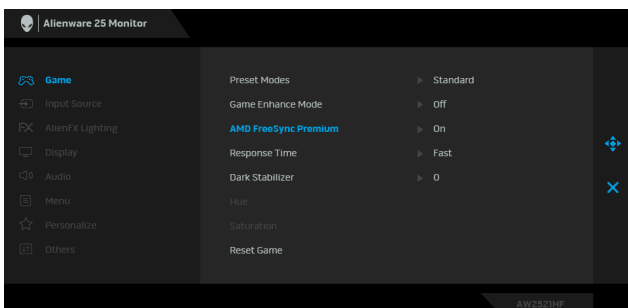 Alienware 25 Monitor
Game
Input Source
AlienFX Lighting
Display
Audio
Menu
Personalize
Others
Preset Modes Standard
Game Enhance Mode Off
AMD FreeSync Premium On
Response Time Fast
Dark Stabilizer 0
Hue
Saturation
Reset Game
AW2521HF